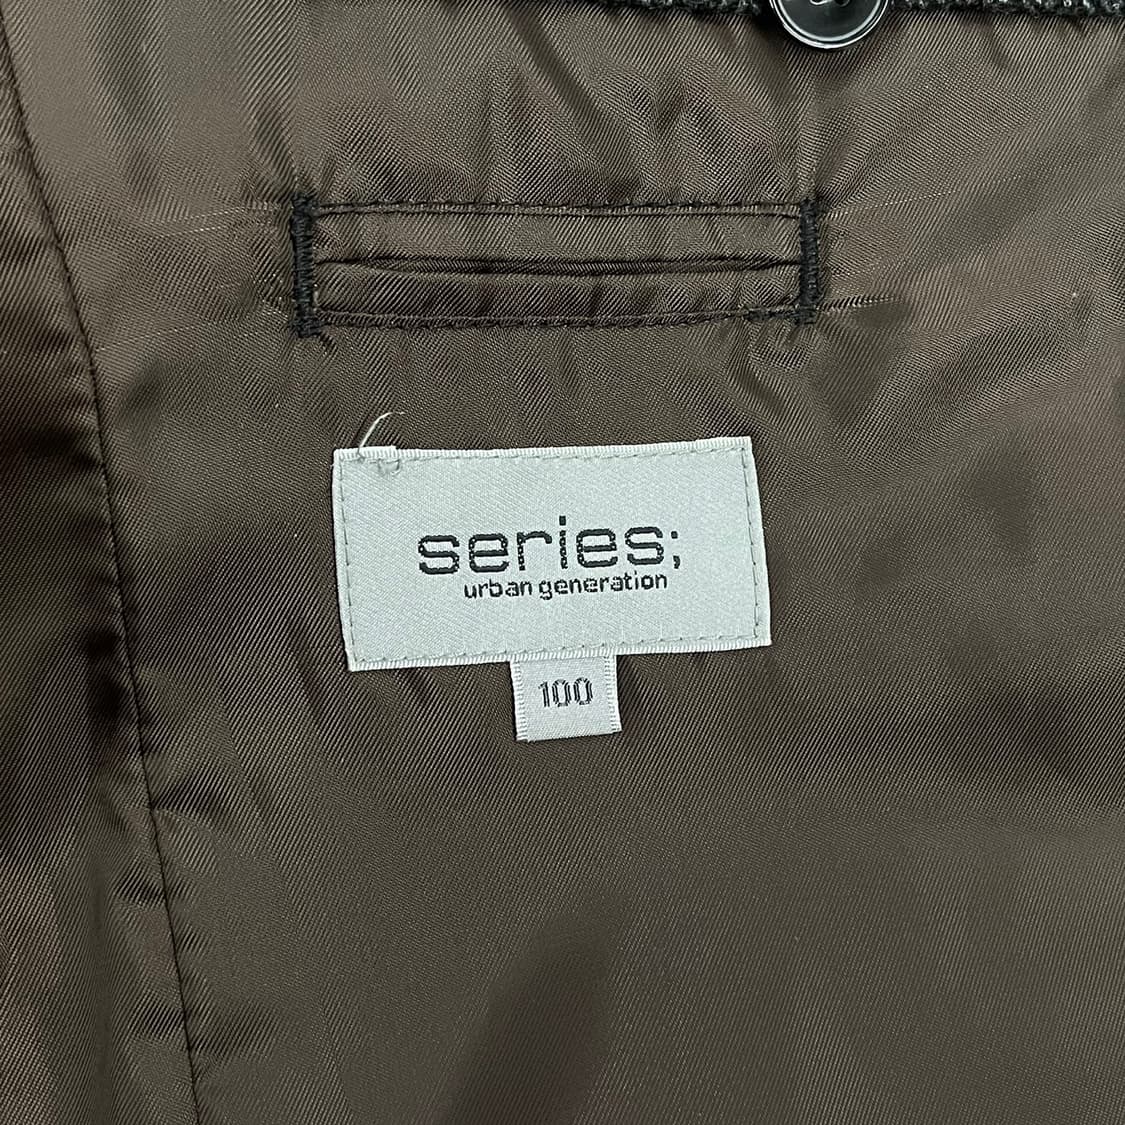 series;
urban generation
100